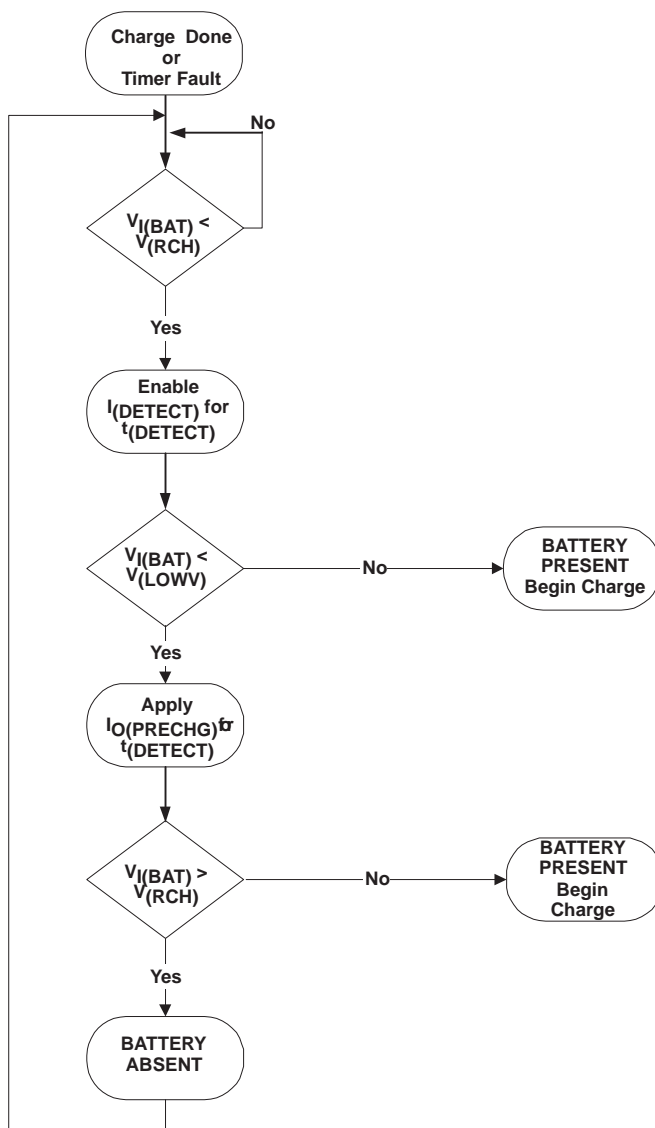 Charge Done
or
Timer Fault
No
VI(BAT) <
V(RCH)
Yes
Enable
I(DETECT) for
t(DETECT)
VI(BAT) <
V(LOWV)
No
BATTERY
PRESENT
Begin Charge
Yes
Apply
IO(PRECHG) for
t(DETECT)
VI(BAT) >
V(RCH)
No
BATTERY
PRESENT
Begin
Charge
Yes
BATTERY
ABSENT